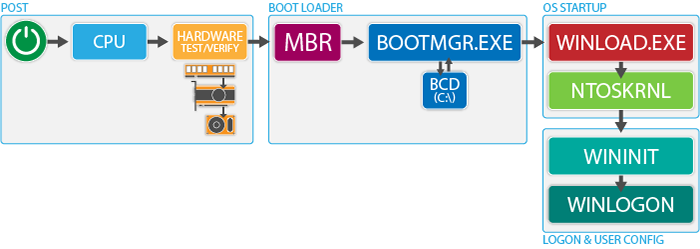 POST
CPU
HARDWARE
TEST/VERIFY
BOOT LOADER
MBR
BOOTMGR.EXE
BCD
(C:\)
OS STARTUP
WINLOAD.EXE
NTOSKRNL
WININIT
WINLOGON
LOGON & USER CONFIG